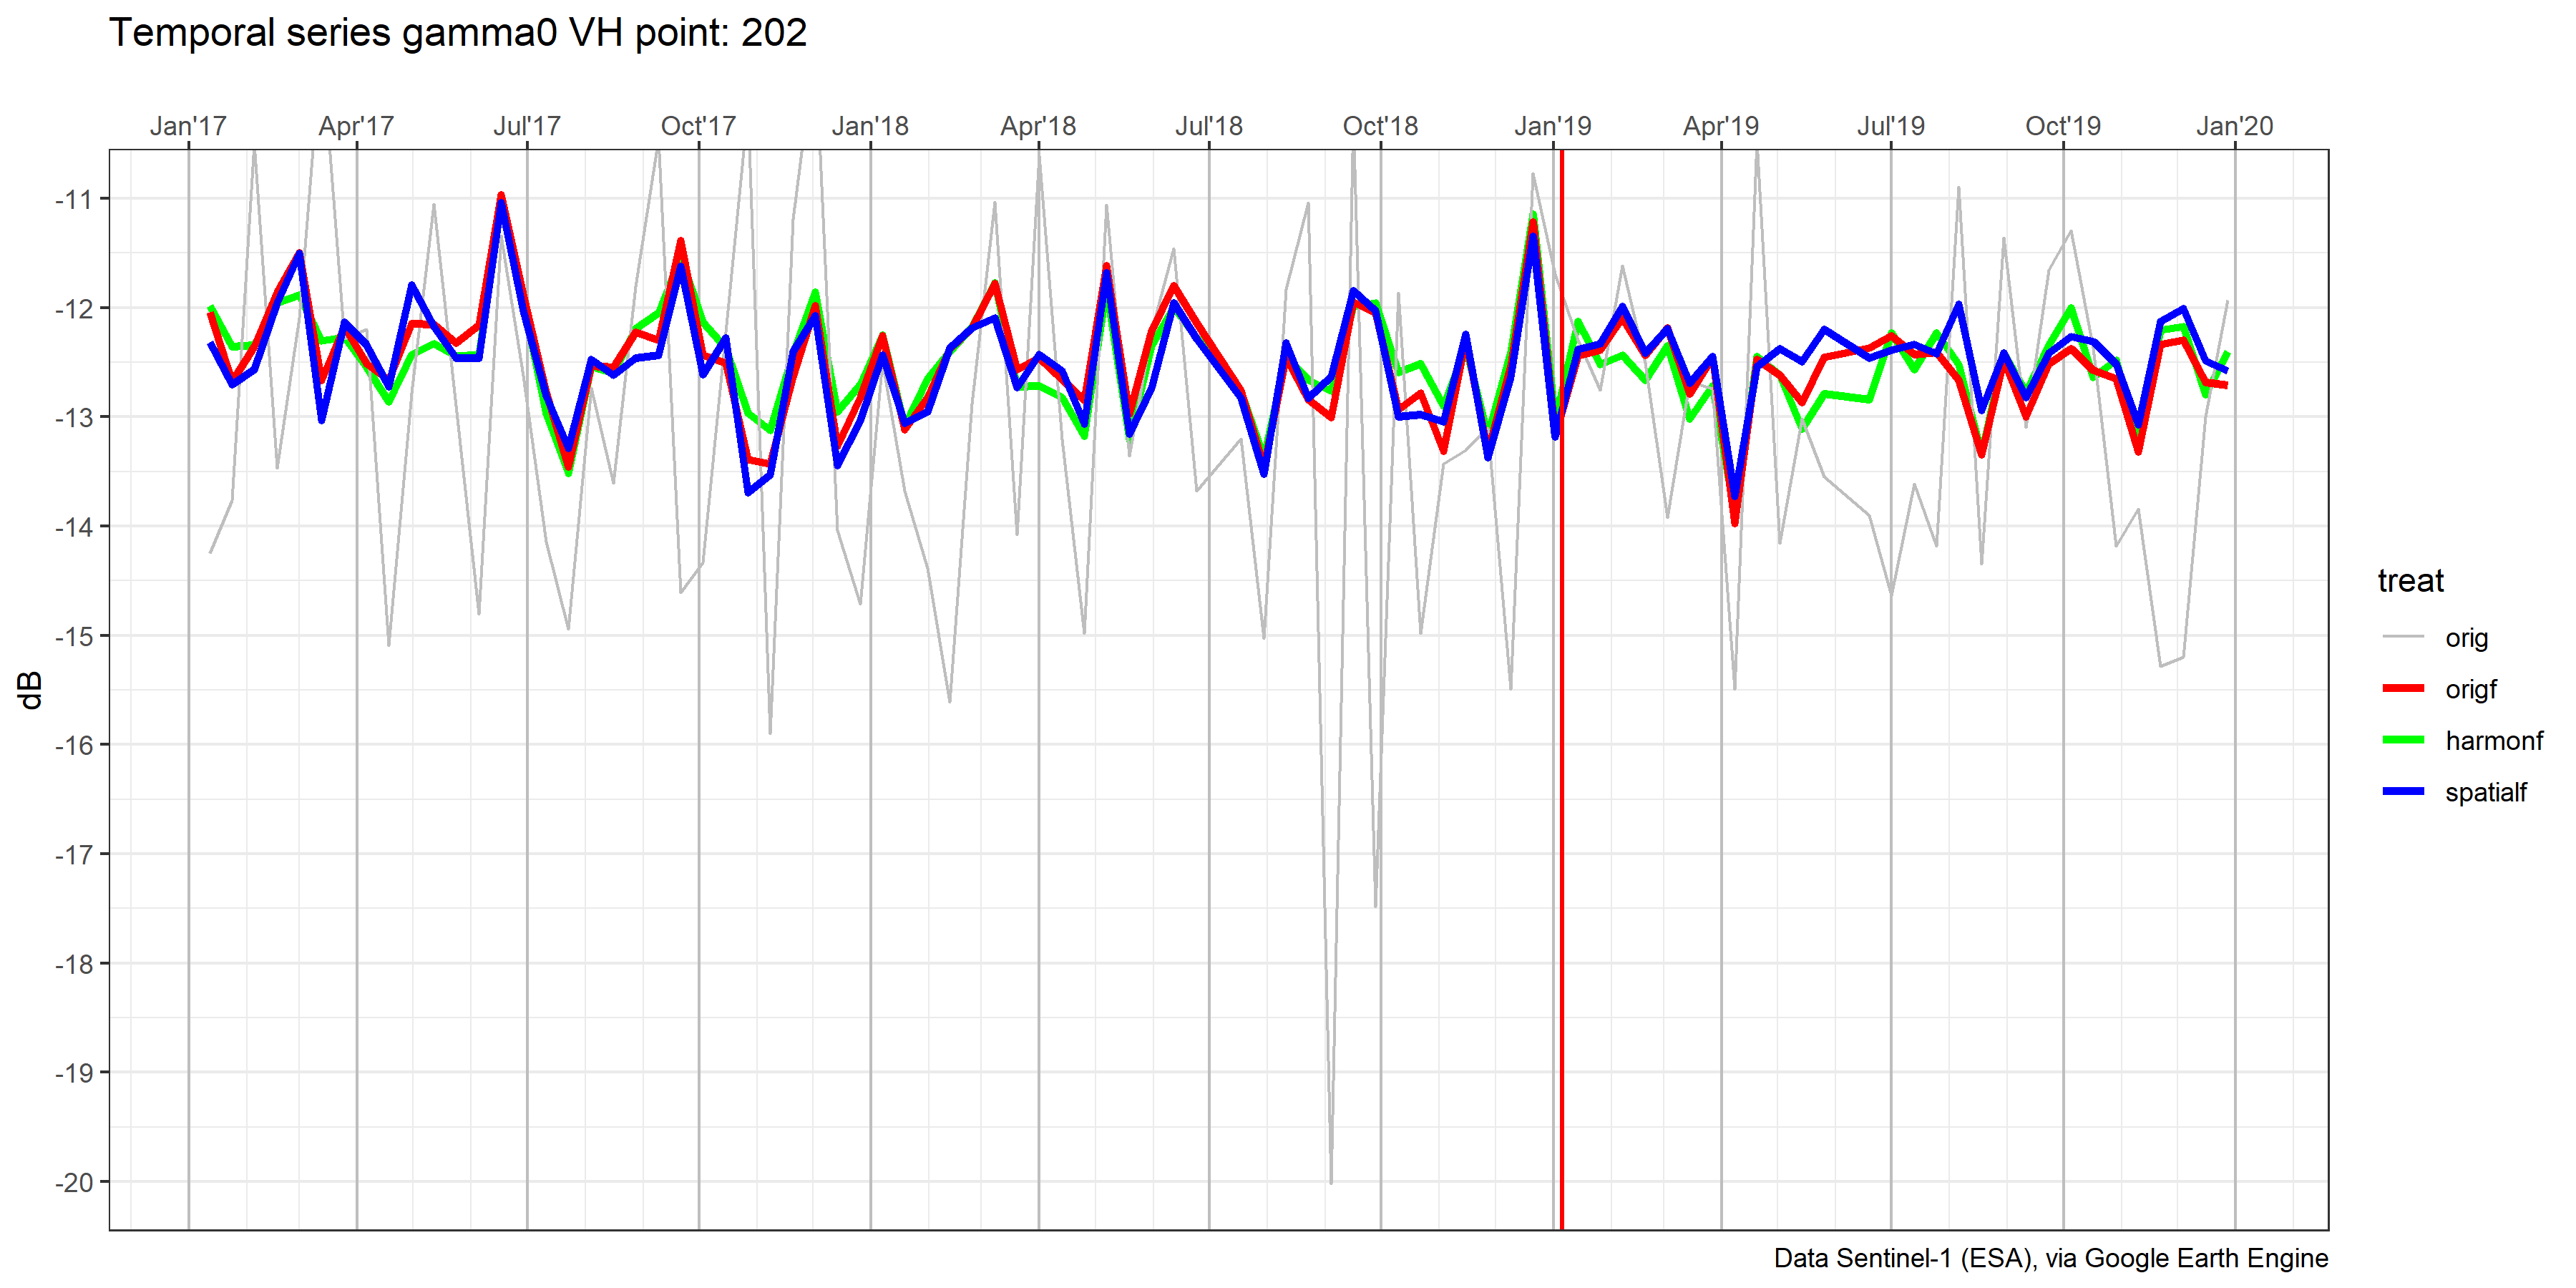 Temporal series gamma0 VH point: 202
Jan'17 Apr'17 Jul'17 Oct'17 Jan'18 Apr'18 Jul'18 Oct'18 Jan'19 Apr'19 Jul'19 Oct'19 Jan'20
-11
-12
-13
-14
-15
-16
-17
-18
-19
-20
dB
treat
orig
origf
harmonf
spatialf
Data Sentinel-1 (ESA), via Google Earth Engine